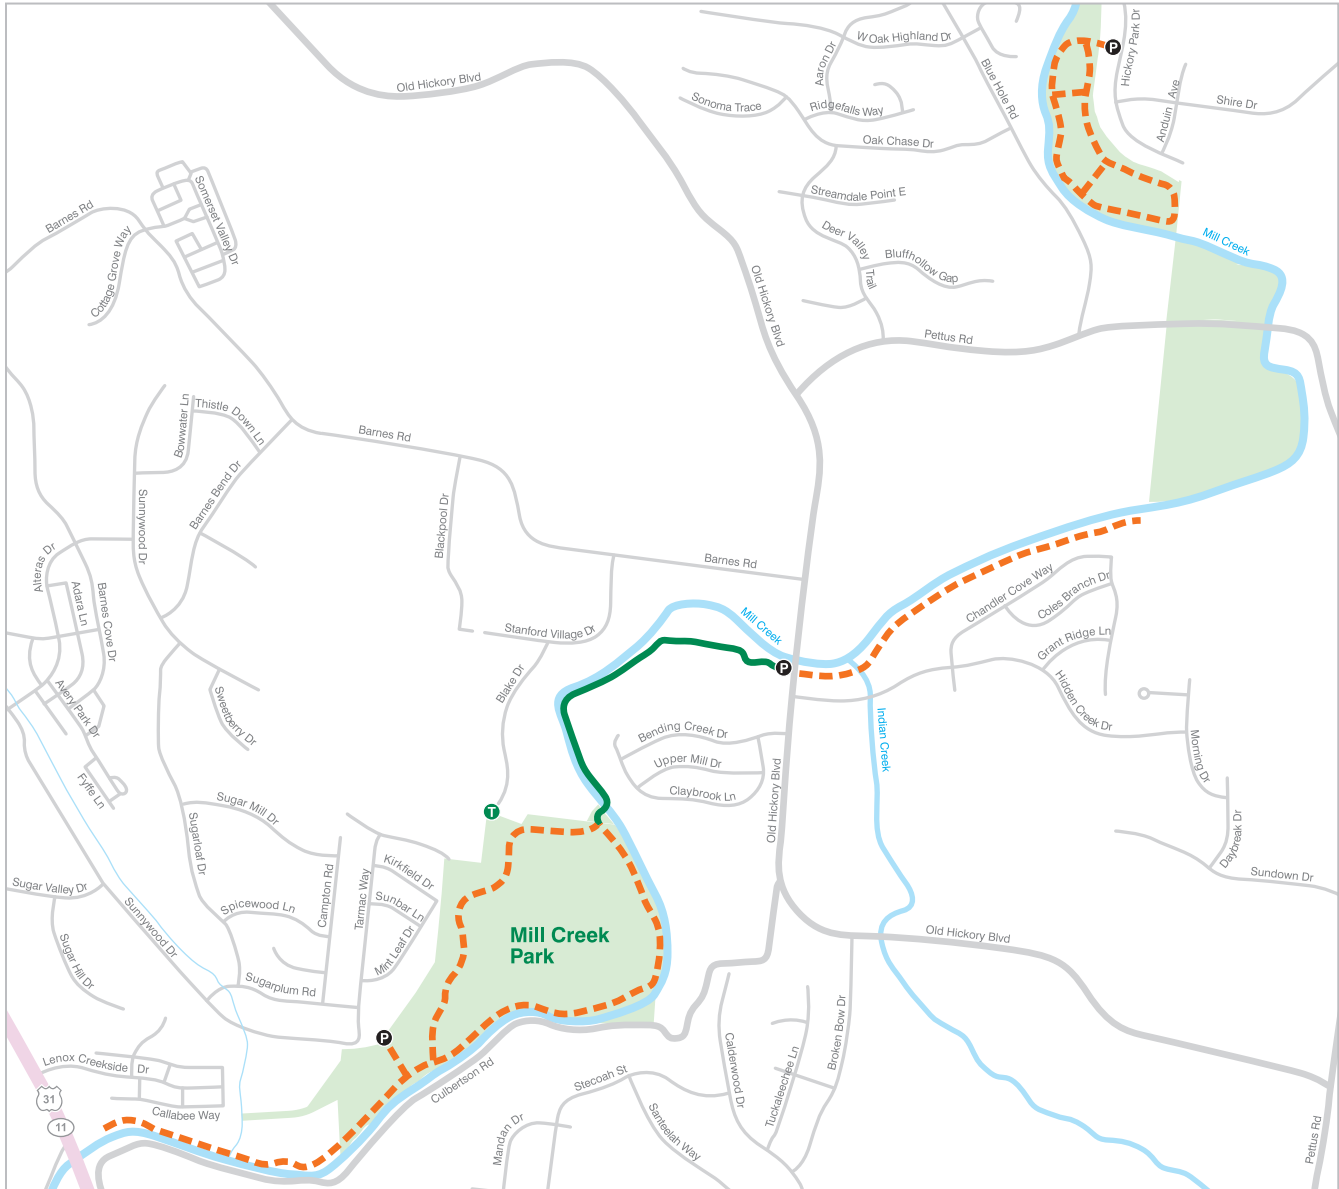 W Oak Highland Dr
Hickory Park Dr
P
Aaron Dr
Blue Hole Rd
Old Hickory Blvd
Sonoma Trace
Ridgefalls Way
Shire Dr
Anduin Ave
Oak Chase Dr
Streamdale Point E
Somerset Valley Dr
Barnes Rd
Cottage Grove Way
Deer Valley Trail
Bluffhollow Gap
Mill Creek
Old Hickory Blvd
Pettus Rd
Bowwater Ln
Thistle Down Ln
Barnes Rd
Barnes Bend Dr
Sunnywood Dr
Blackpool Dr
Alteras Dr
Adara Ln
Barnes Cove Dr
Barnes Rd
Chandler Cove Way
Coles Branch Dr
Mill Creek
Stanford Village Dr
Grant Ridge Ln
P
Blake Dr
Avery Park Dr
Sweetberry Dr
Hidden Creek Dr
Indian Creek
Bending Creek Dr
Upper Mill Dr
Claybrook Ln
Morning Dr
Fyffe Ln
Sugar Mill Dr
T
Old Hickory Blvd
Sugarloaf Dr
Daybreak Dr
Kirkfield Dr
Sundown Dr
Sugar Valley Dr
Campton Rd
Tarmac Way
Sunbar Ln
Spicewood Ln
Sunnywood Dr
Mill Creek
Park
Mint Leaf Dr
Old Hickory Blvd
Sugar Hill Dr
Sugarplum Rd
P
Broken Bow Dr
Calderwood Dr
Tuckaleechee Ln
Lenox Creekside Dr
Culbertson Rd
Stecoah St
31
Callabee Way
11
Mandan Dr
Santeelah Way
Pettus Rd